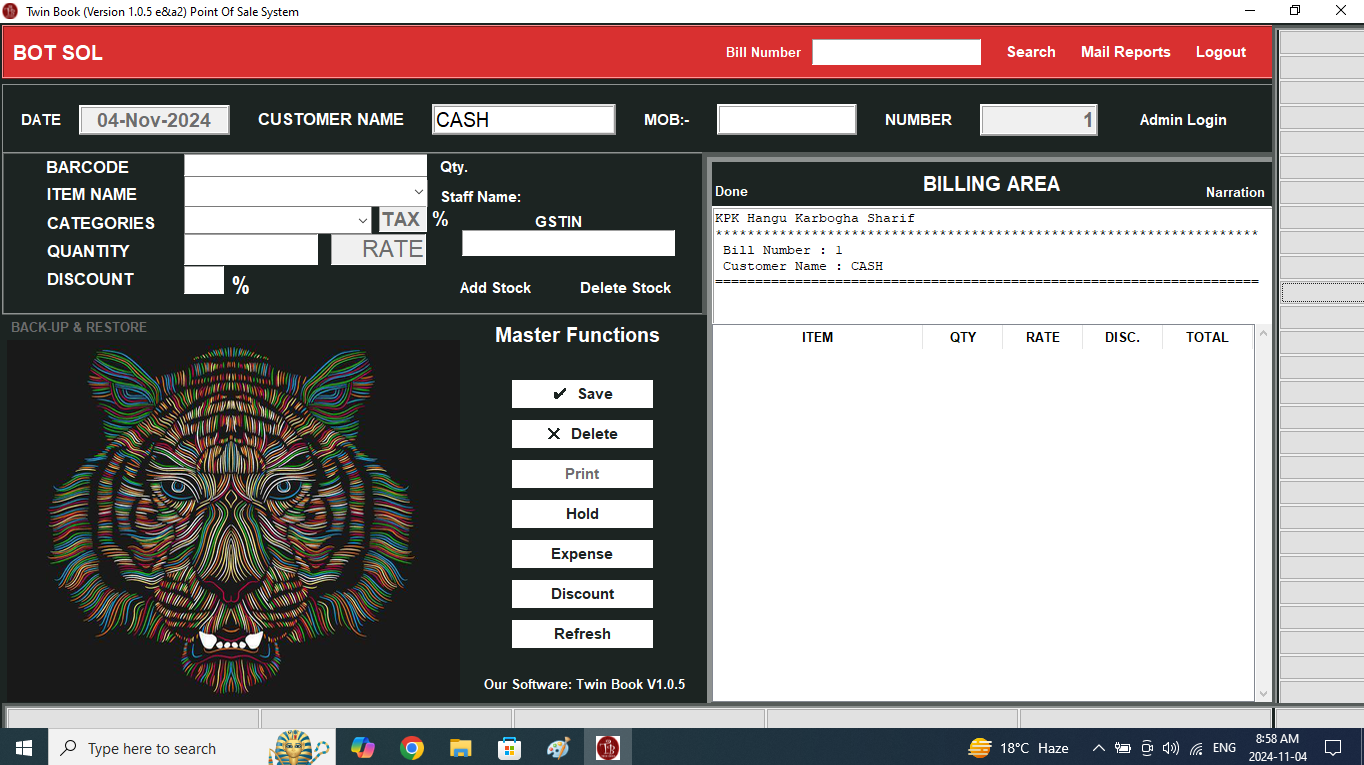 Twin Book (Version 1.0.5 e&a2) Point Of Sale System
BOT SOL
Bill Number
Search
Mail Reports
Logout
DATE
04-Nov-2024
CUSTOMER NAME
CASH
MOB:-
NUMBER
1
Admin Login
BARCODE
Qty.
ITEM NAME
Staff Name:
CATEGORIES
TAX
%
GSTIN
QUANTITY
RATE
DISCOUNT
%
Add Stock
Delete Stock
BACK-UP & RESTORE
Master Functions
✔ Save
✕ Delete
Print
Hold
Expense
Discount
Refresh
Our Software: Twin Book V1.0.5
Done
BILLING AREA
Narration
KPK Hangu Karbogha Sharif
********************************************************************
Bill Number : 1
Customer Name : CASH
====================================================================
ITEM QTY RATE DISC. TOTAL
Type here to search
18°C Haze
ENG
8:58 AM
2024-11-04